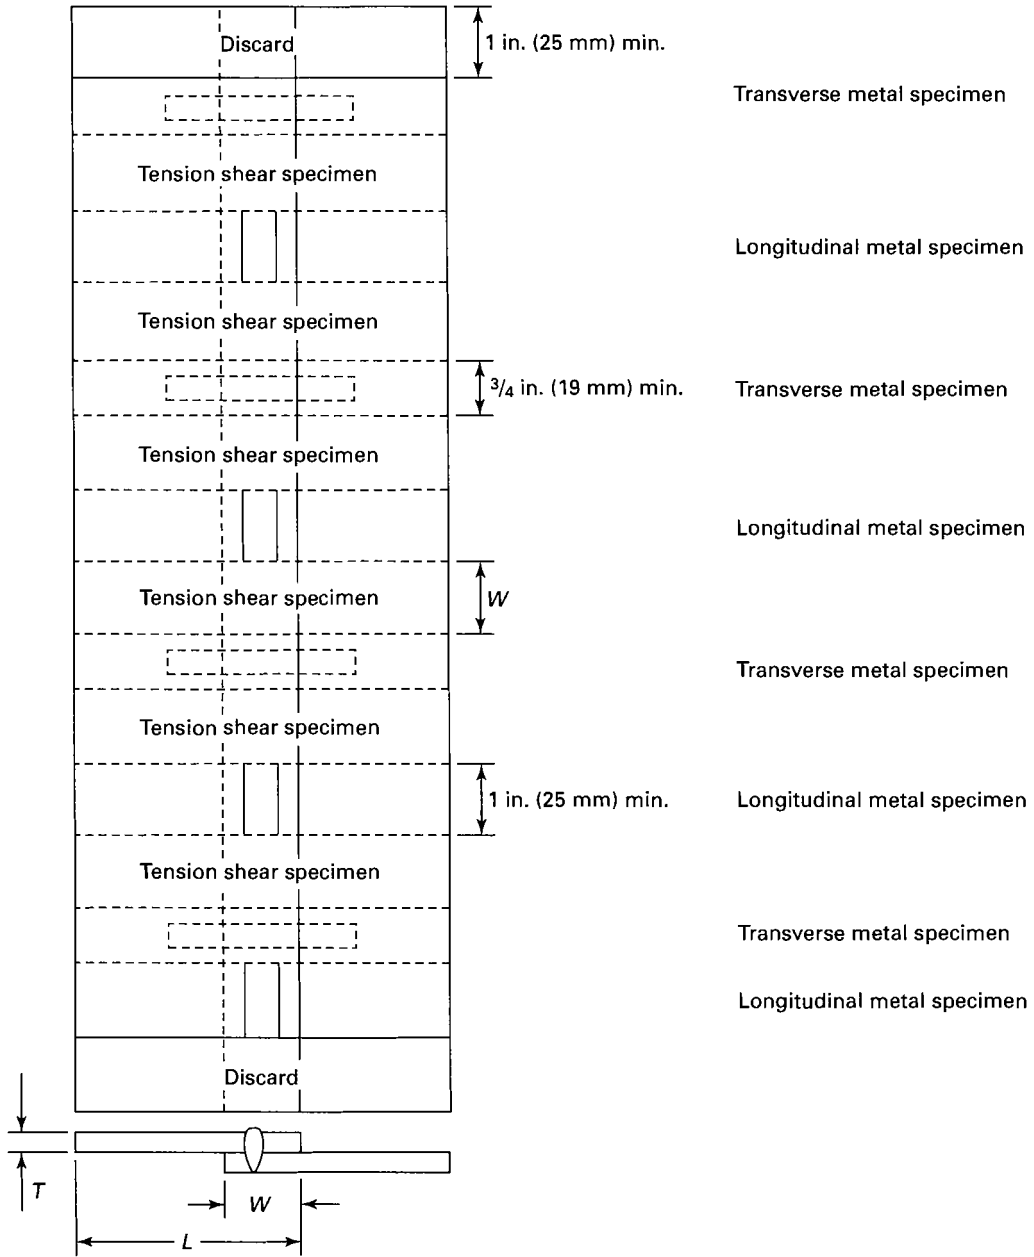 Discard
1 in. (25 mm) min.
Transverse metal specimen
Tension shear specimen
Longitudinal metal specimen
Tension shear specimen
3/4 in. (19 mm) min.
Transverse metal specimen
Tension shear specimen
Longitudinal metal specimen
Tension shear specimen
W
Transverse metal specimen
Tension shear specimen
1 in. (25 mm) min.
Longitudinal metal specimen
Tension shear specimen
Transverse metal specimen
Longitudinal metal specimen
Discard
T
W
L